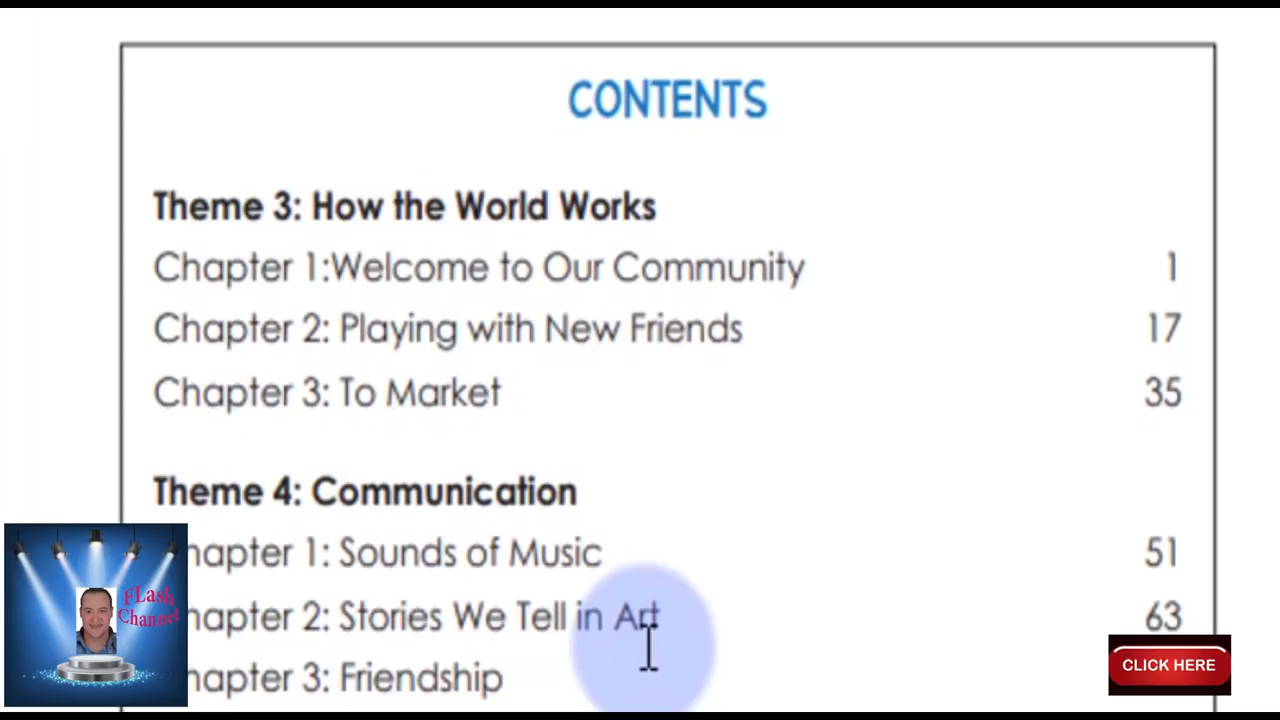 CONTENTS
Theme 3: How the World Works
Chapter 1:Welcome to Our Community 1
Chapter 2: Playing with New Friends 17
Chapter 3: To Market 35
Theme 4: Communication
hapter 1: Sounds of Music 51
hapter 2: Stories We Tell in Art 63
hapter 3: Friendship
FLash
Channel
CLICK HERE